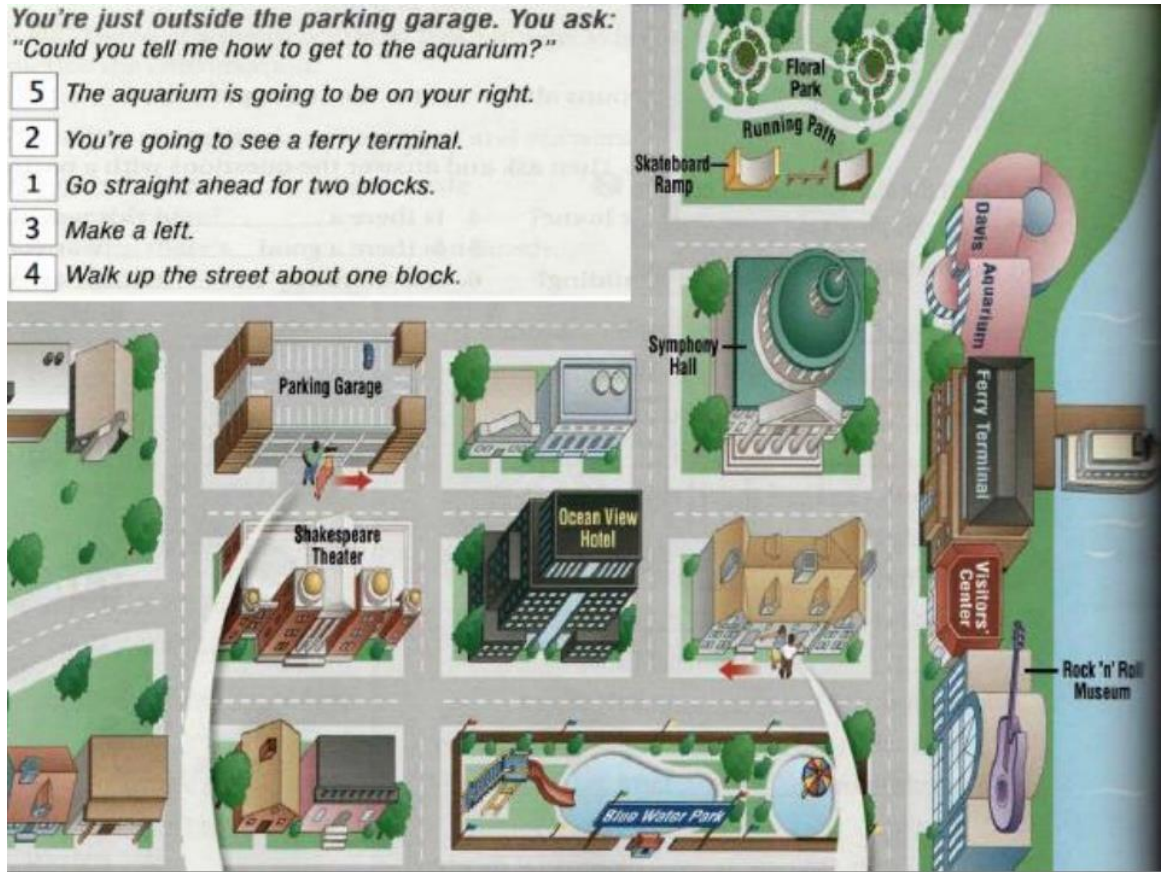 You're just outside the parking garage. You ask:
"Could you tell me how to get to the aquarium?"
5 The aquarium is going to be on your right.
2 You're going to see a ferry terminal.
1 Go straight ahead for two blocks.
3 Make a left.
4 Walk up the street about one block.
Floral
Park
Running Path
Skateboard
Ramp
Davis
Aquarium
Symphony
Hall
Parking Garage
Ferry Terminal
Ocean View
Hotel
Shakespeare
Theater
Visitors'
Center
Rock 'n' Roll
Museum
Blue Water Park